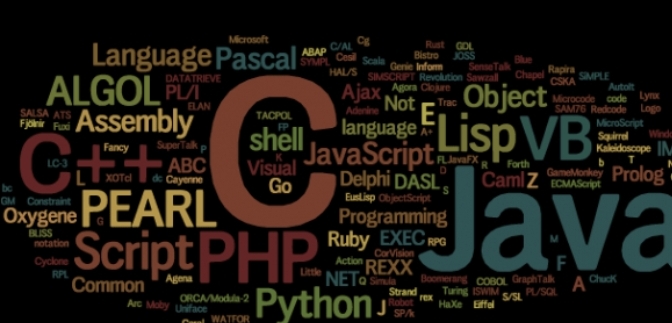 Microsoft
Language
Pascal
ABAP
C/AL
Cg
SYMPL
Cesil
HAL/S
Scala
Rust
GDL
Bistro
JOSS
Genie
Inform
SenseTalk
Blue
Rapira
Chapel
CSKA
SIMPLE
SIMSCRIPT
Revolution
Sawzall
Lynx
AutoIt
DATATRIEVE
ALGOL
PL/I
ELAN
Ajax
Agora
Clojure
Not
Adenine
E
Trac
Object
Microcode
code
SAM76
Redcode
Logo
SALSA
ATS
Fjölnir
Fuxi
Assembly
C
TACPOL
FP
shell
language
A+
Lisp
VB
MicroScript
Squirrel
Windows
Kaleidoscope
Fancy
SuperTalk
P
C++
LC-3
ABC
K
Visual
JavaScript
FL
JavaFX
R
Forth
b
T
IM
L
XOTcl
dc
Cayenne
Go
Delphi
DASL
D
S
Caml
Z
GameMonkey
ECMAScript
Prolog
bc
GM
Constraint
EusLisp
ObjectScript
Java
Oxygene
PEARL
G
Programming
BLISS
notation
Script
PHP
Ruby
EXEC
RPG
CorVision
M
F
Cyclone
RPL
Common
Agena
Little
Action
REXX
NET
Q
Simula
Boomerang
COBOL
GraphTalk
A
ChucK
Arc
Moby
ORCA/Modula-2
Uniface
WATFOR
Python
J
Strand
Robot
SP/k
rex
Turing
HaXe
ISWIM
S/SL
PL/SQL
Eiffel